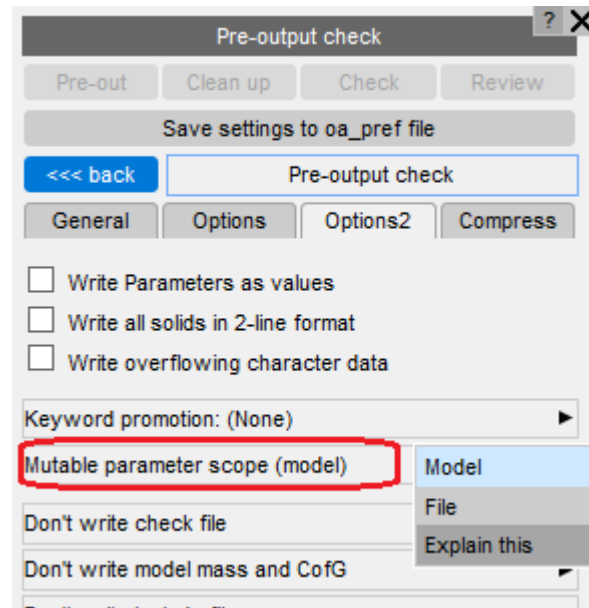 ? X
Pre-output check
Pre-out Clean up Check Review
Save settings to oa_pref file
<<< back Pre-output check
General Options Options2 Compress
Write Parameters as values
Write all solids in 2-line format
Write overflowing character data
Keyword promotion: (None)
Mutable parameter scope (model) Model
File
Don't write check file
Explain this
Don't write model mass and CofG